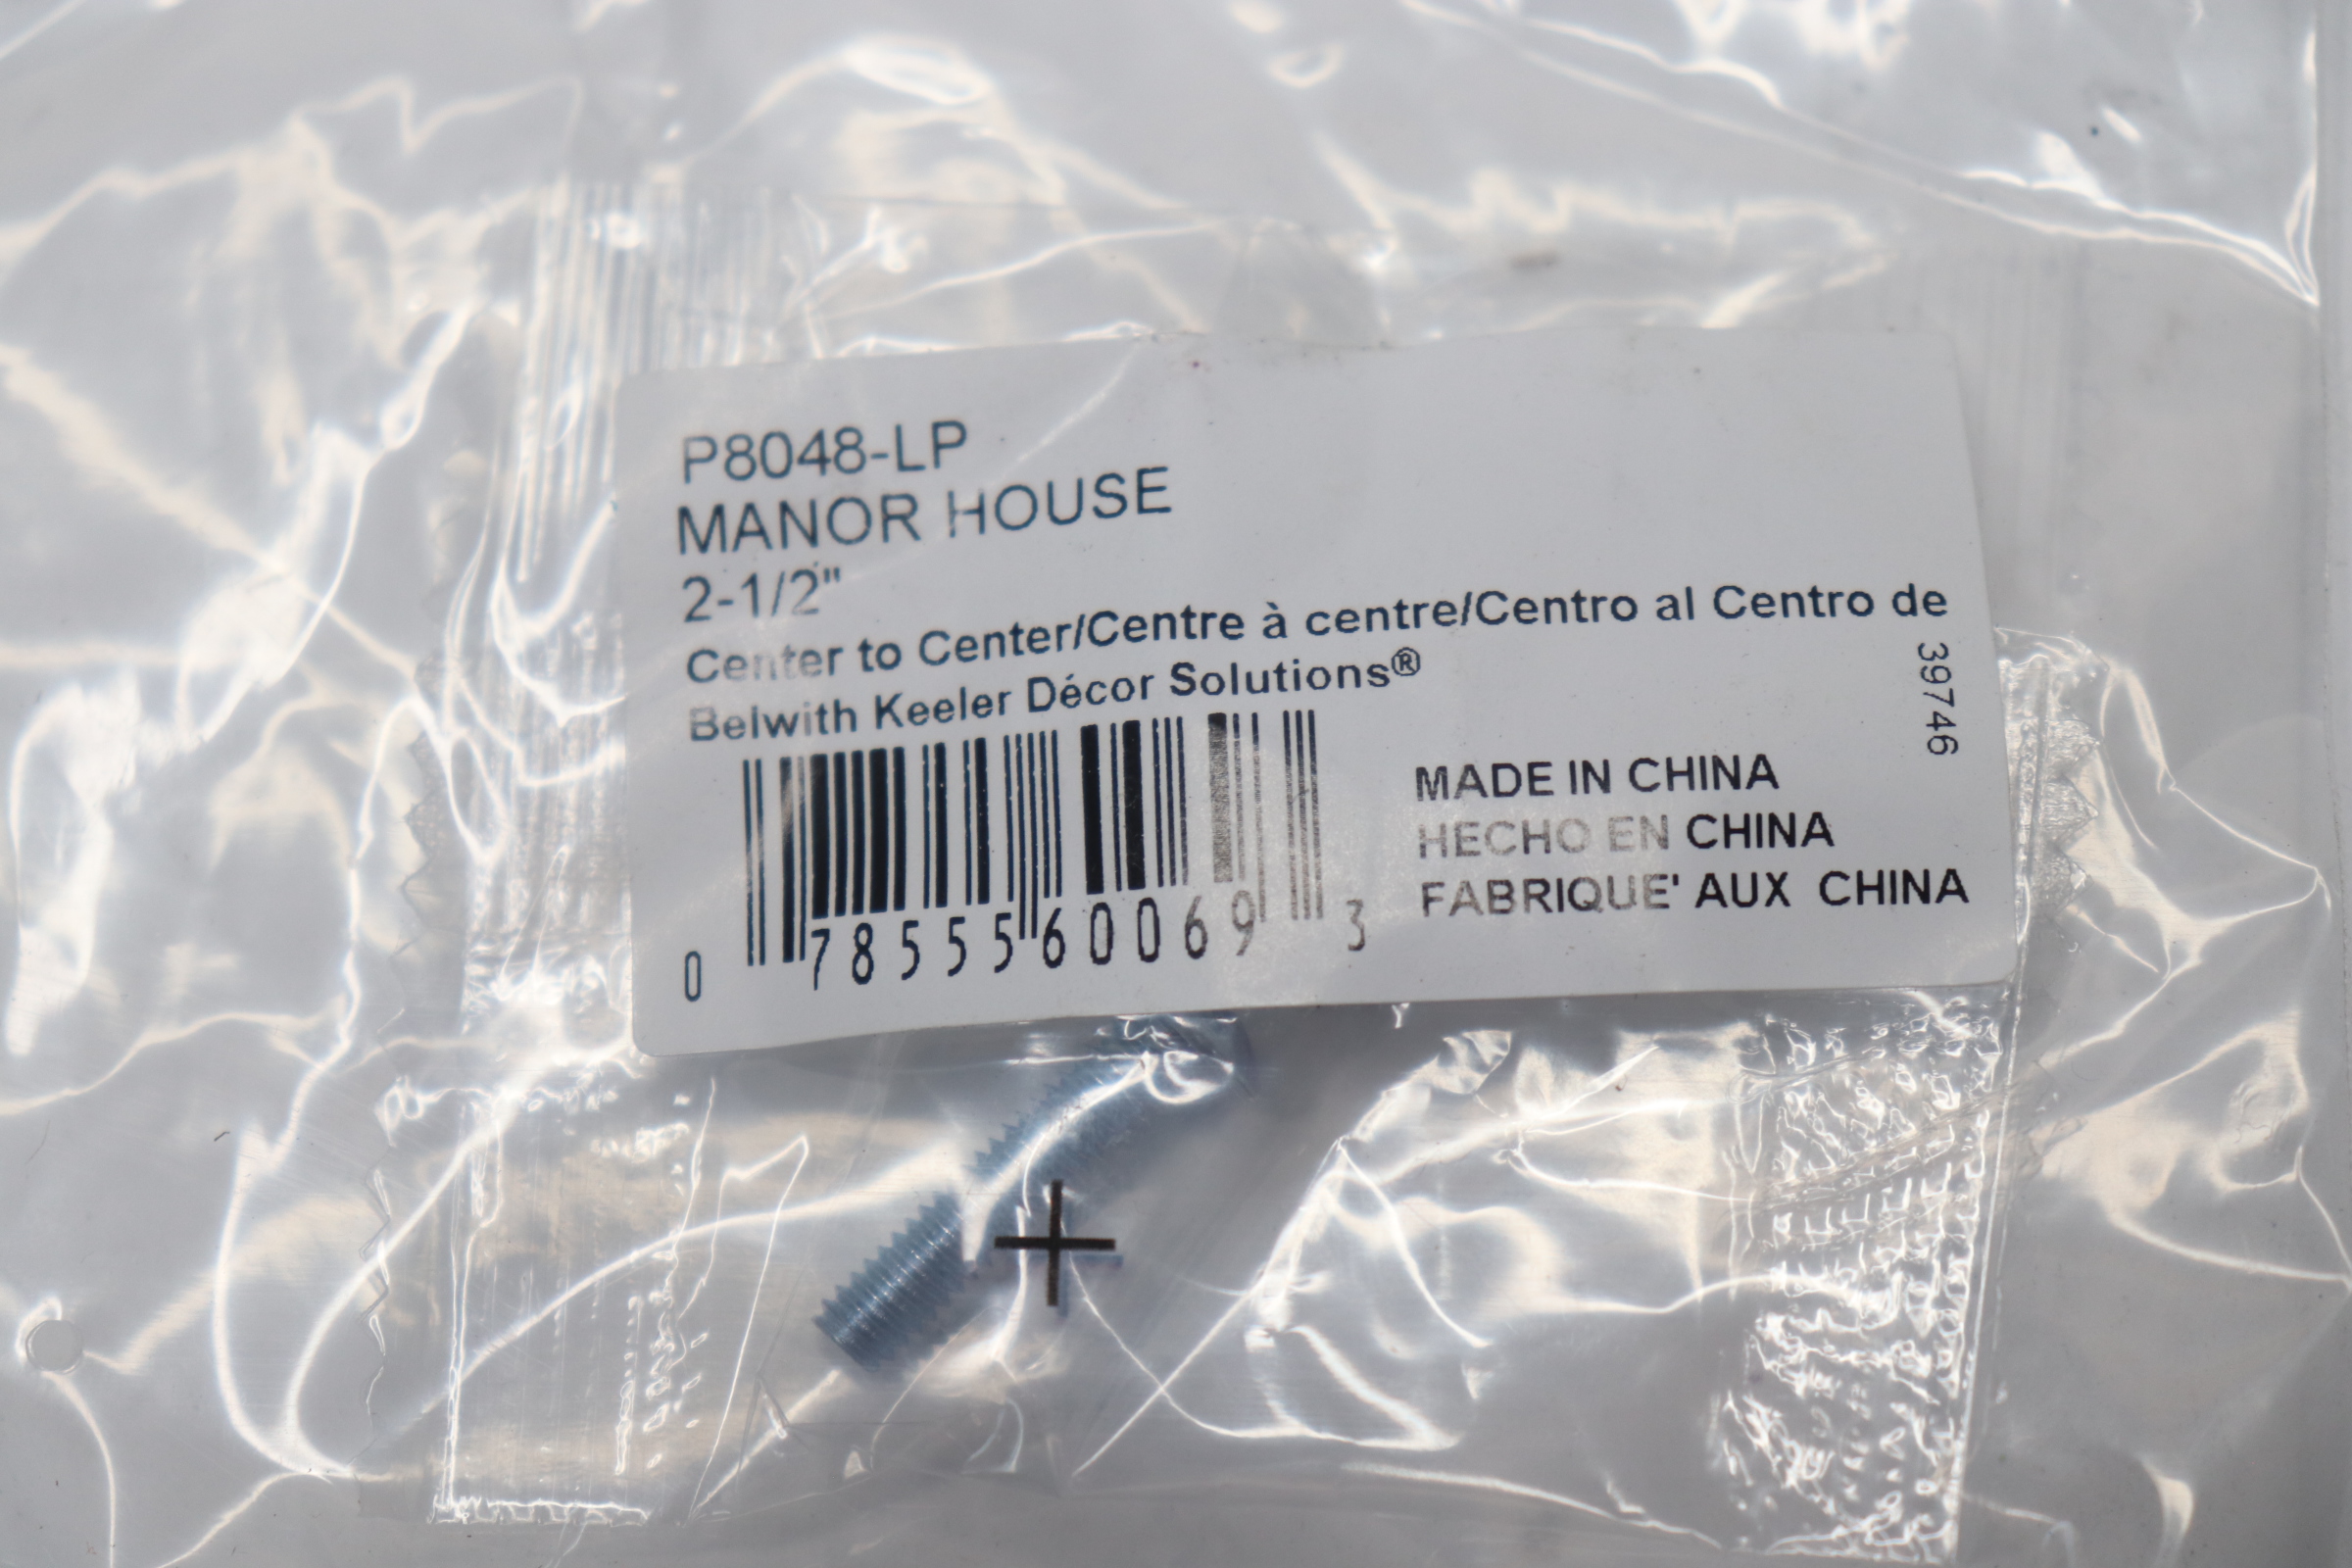 P8048-LP
MANOR HOUSE
2-1/2"
Center to Center/Centre à centre/Centro al Centro de
Belwith Keeler Décor Solutions®
39746
MADE IN CHINA
HECHO EN CHINA
FABRIQUE' AUX CHINA
0 78555 60069 3